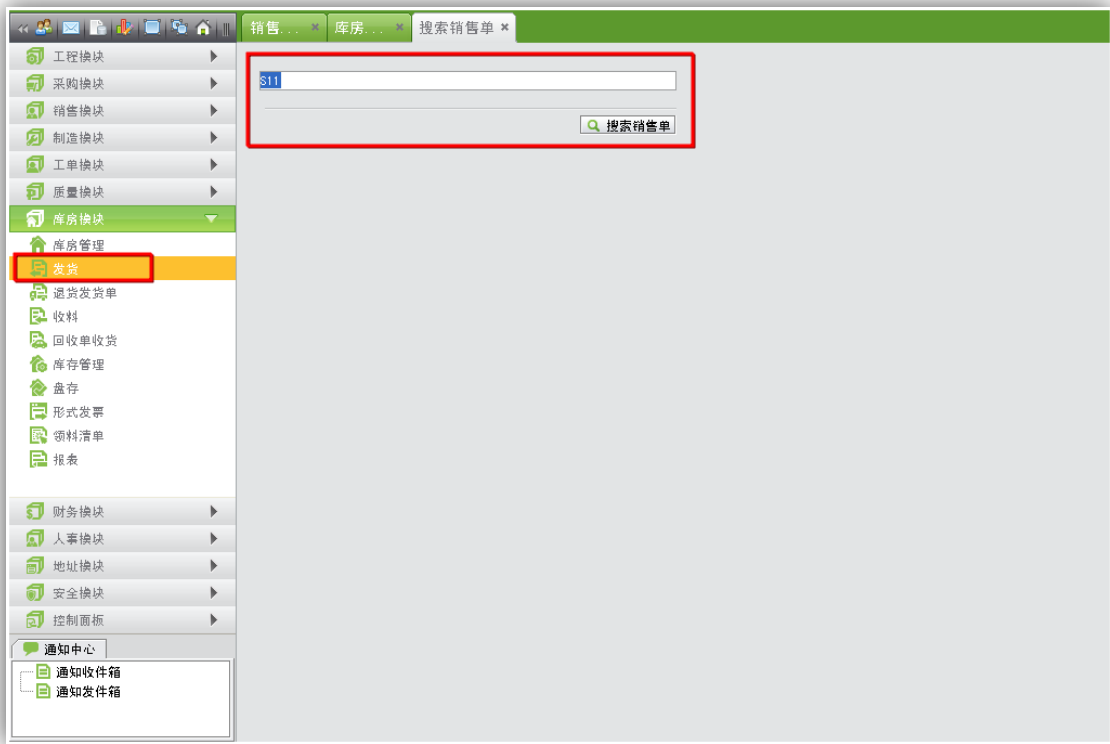 销售... × 库房... × 搜索销售单 ×
工程模块
采购模块
销售模块
制造模块
工单模块
质量模块
库房模块
库房管理
发货
退货发货单
收料
回收单收货
库存管理
盘存
形式发票
领料清单
报表
财务模块
人事模块
地址模块
安全模块
控制面板
通知中心
通知收件箱
通知发件箱
S11
搜索销售单